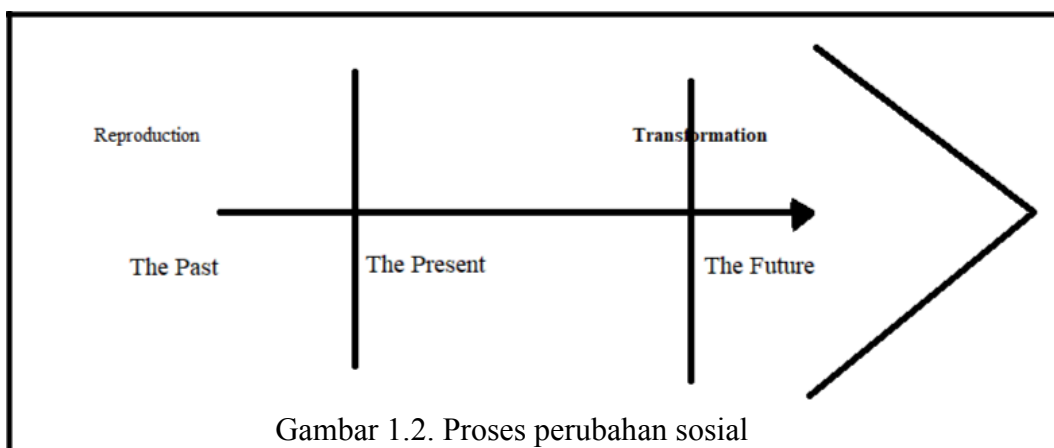 Reproduction
Transformation
The Past
The Present
The Future
Gambar 1.2. Proses perubahan sosial